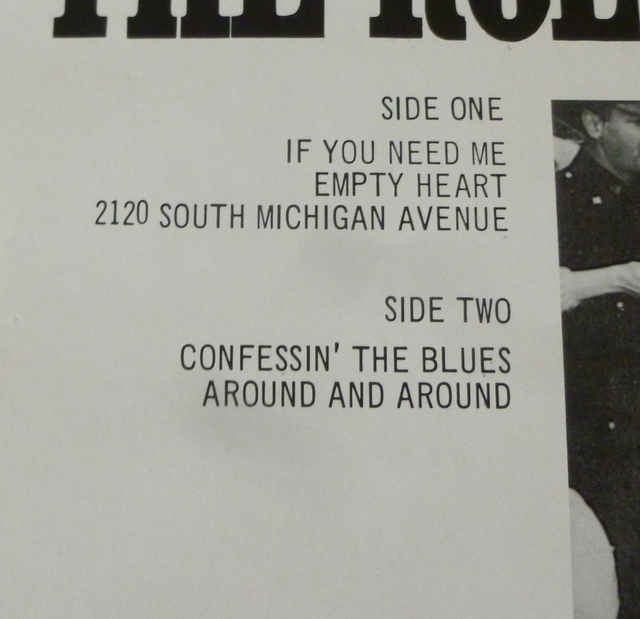 THE
SIDE ONE
IF YOU NEED ME
EMPTY HEART
2120 SOUTH MICHIGAN AVENUE
SIDE TWO
CONFESSIN' THE BLUES
AROUND AND AROUND